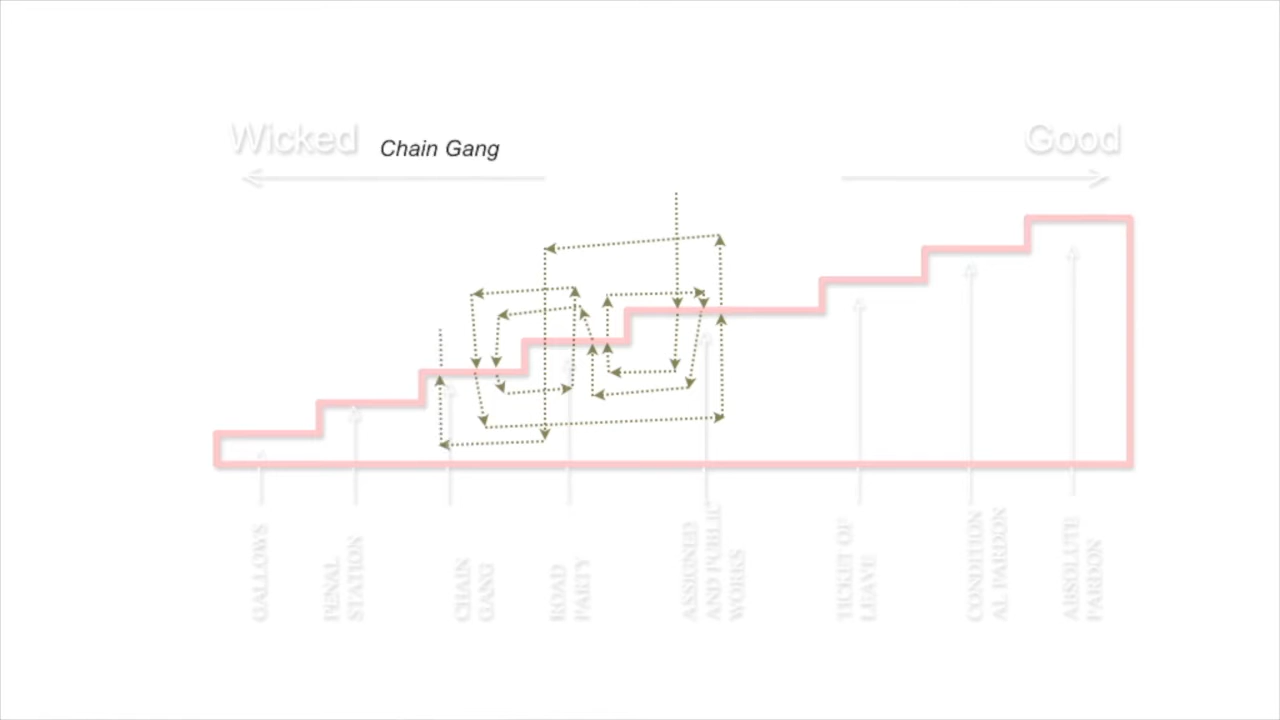 Wicked
Chain Gang
Good
GALLOWS
PENAL
STATION
CHAIN
GANG
ROAD
PARTY
ASSIGNED
AND PUBLIC
WORKS
TICKET OF
LEAVE
CONDITION
AL PARDON
ABSOLUTE
PARDON